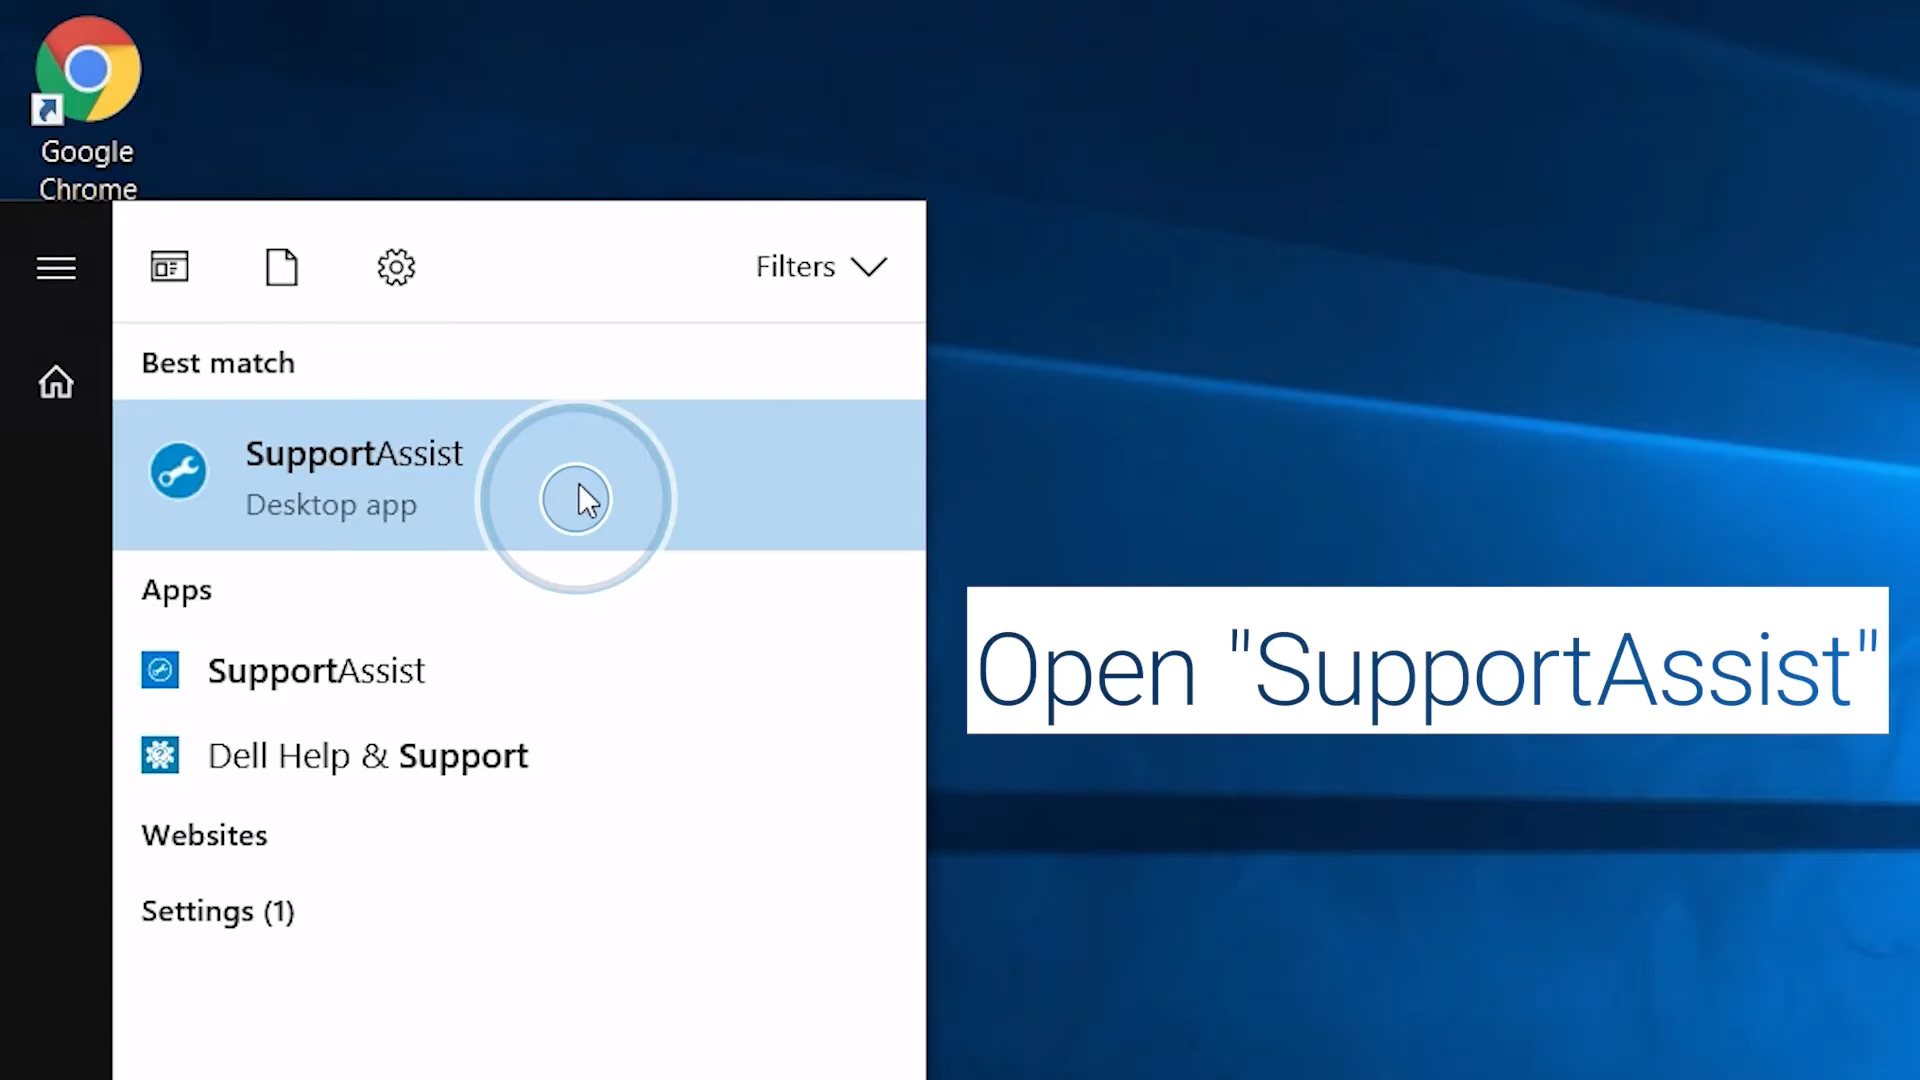 Google
Chrome
Filters
Best match
SupportAssist
Desktop app
Apps
SupportAssist
Dell Help & Support
Websites
Settings (1)
Open "SupportAssist"